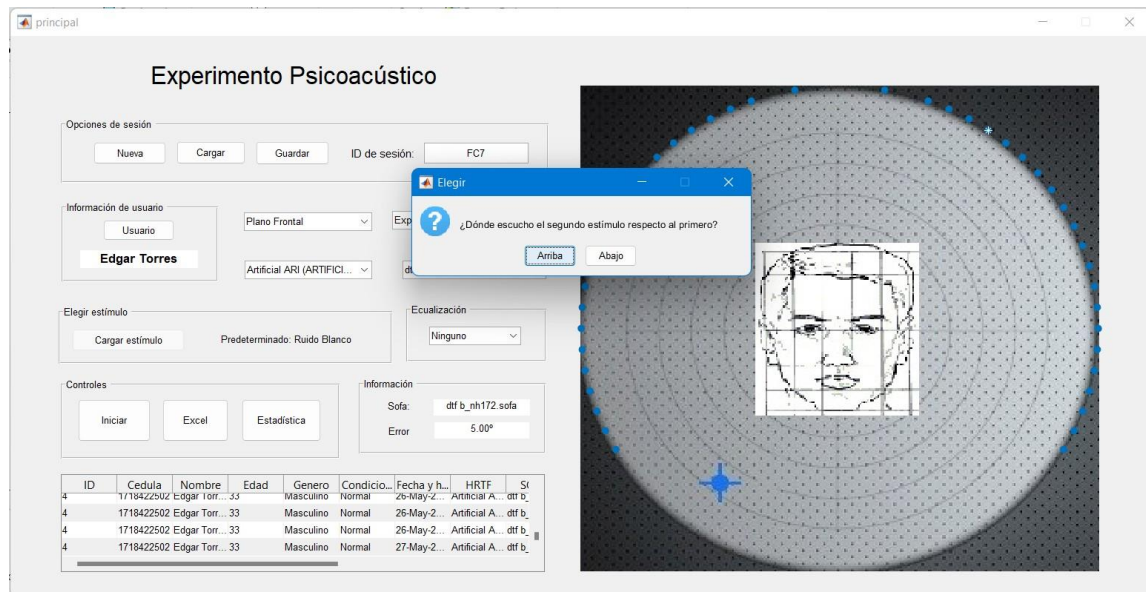 principal
Experimento Psicoacústico
Opciones de sesión
Nueva Cargar Guardar ID de sesión: FC7
Elegir
¿Dónde escucho el segundo estímulo respecto al primero?
Arriba Abajo
Información de usuario
Usuario
Edgar Torres
Plano Frontal Exp
Artificial ARI (ARTIFICI... dt
Elegir estímulo
Cargar estímulo Predeterminado: Ruido Blanco
Ecualización
Ninguno
Controles
Iniciar Excel Estadística
Información
Sofa: dtf b_nh172.sofa
Error 5.00º
ID Cedula Nombre Edad Genero Condicio... Fecha y h... HRTF S
4 1718422502 Edgar Torr... 33 Masculino Normal 26-May-2... Artificial A... dtf b_
4 1718422502 Edgar Torr... 33 Masculino Normal 26-May-2... Artificial A... dtf b_
4 1718422502 Edgar Torr... 33 Masculino Normal 26-May-2... Artificial A... dtf b_
4 1718422502 Edgar Torr... 33 Masculino Normal 27-May-2... Artificial A... dtf b_